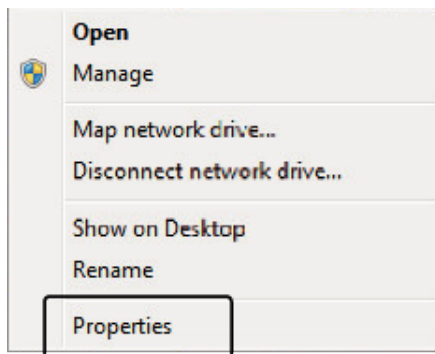 Open
Manage
Map network drive...
Disconnect network drive...
Show on Desktop
Rename
Properties